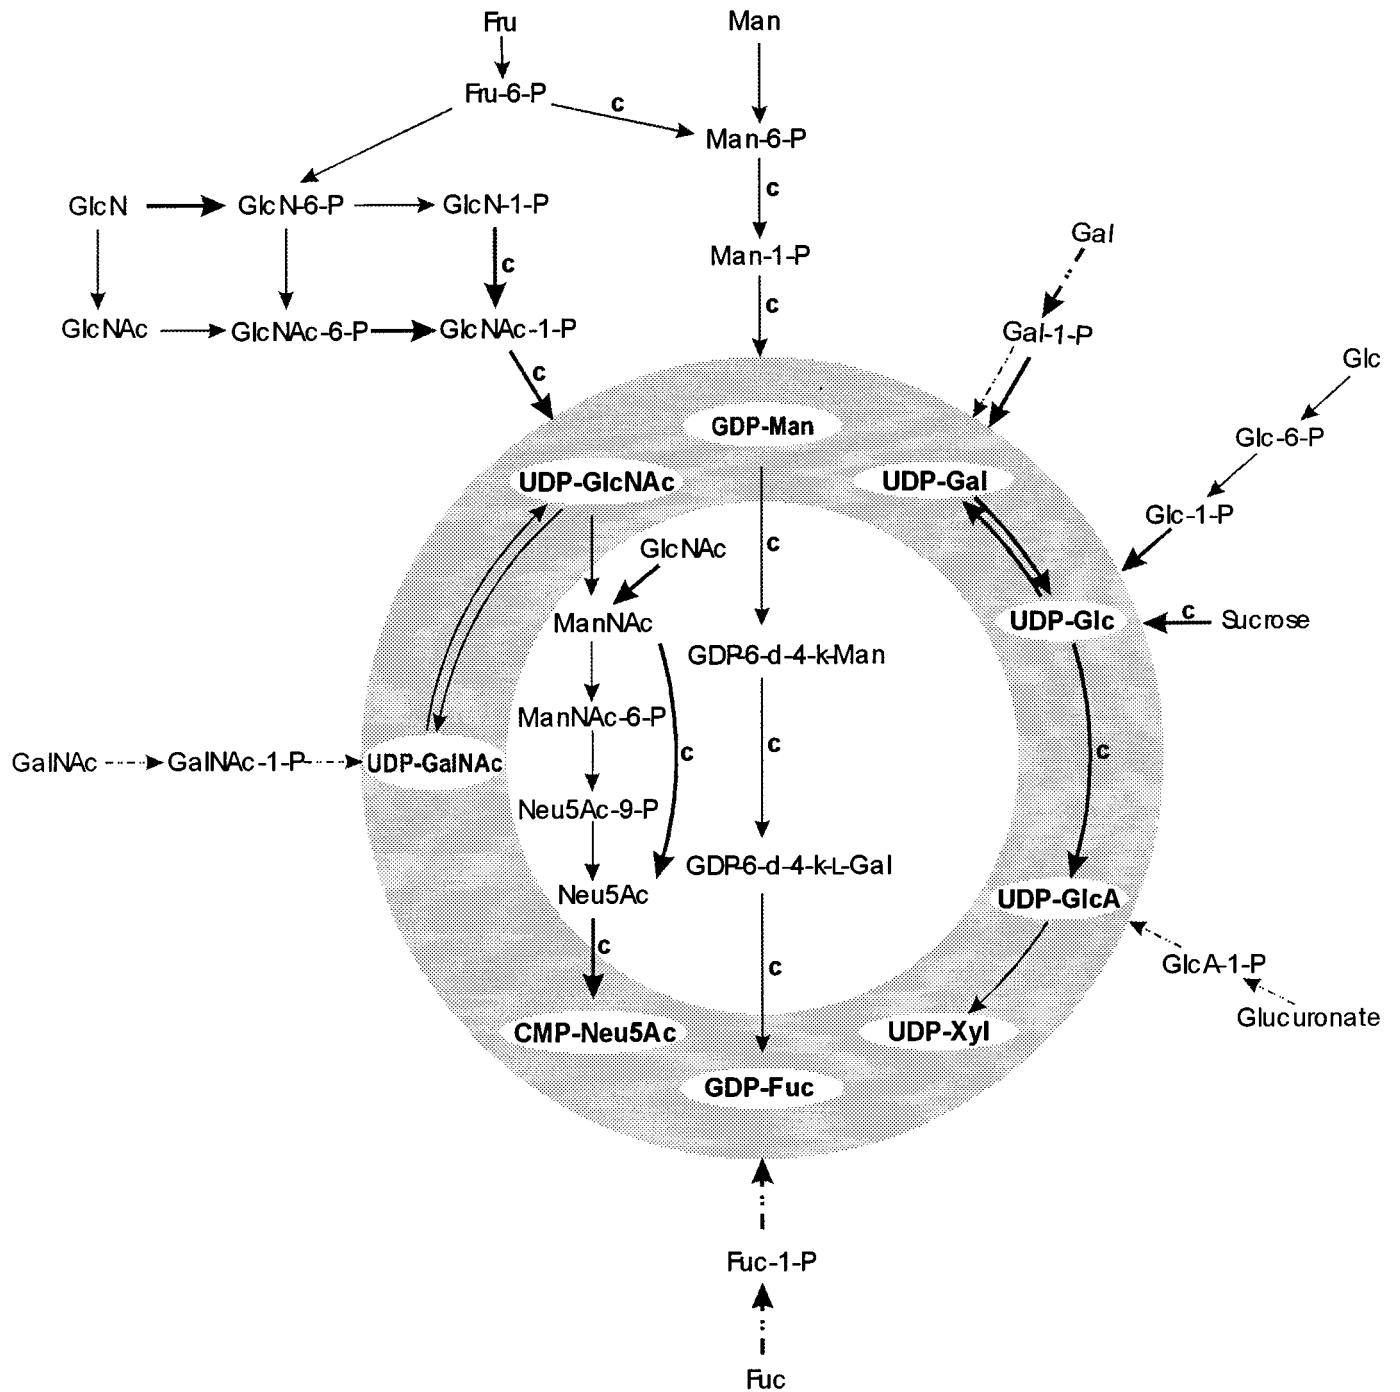 Fru
Man
Fru-6-P
c
Man-6-P
c
GlcN
GlcN-6-P
GlcN-1-P
Gal
Man-1-P
c
c
GlcNAc
GlcNAc-6-P
GlcNAc-1-P
Gal-1-P
Glc
c
GDP-Man
Glc-6-P
UDP-GlcNAc
UDP-Gal
Glc-1-P
GlcNAc
c
ManNAc
UDP-Glc
c
Sucrose
GDP-6-d-4-k-Man
ManNAc-6-P
c
c
c
GalNAc
GalNAc-1-P
UDP-GalNAc
Neu5Ac-9-P
GDP-6-d-4-k-L-Gal
Neu5Ac
UDP-GlcA
c
c
GlcA-1-P
Glucuronate
CMP-Neu5Ac
UDP-Xyl
GDP-Fuc
Fuc-1-P
Fuc